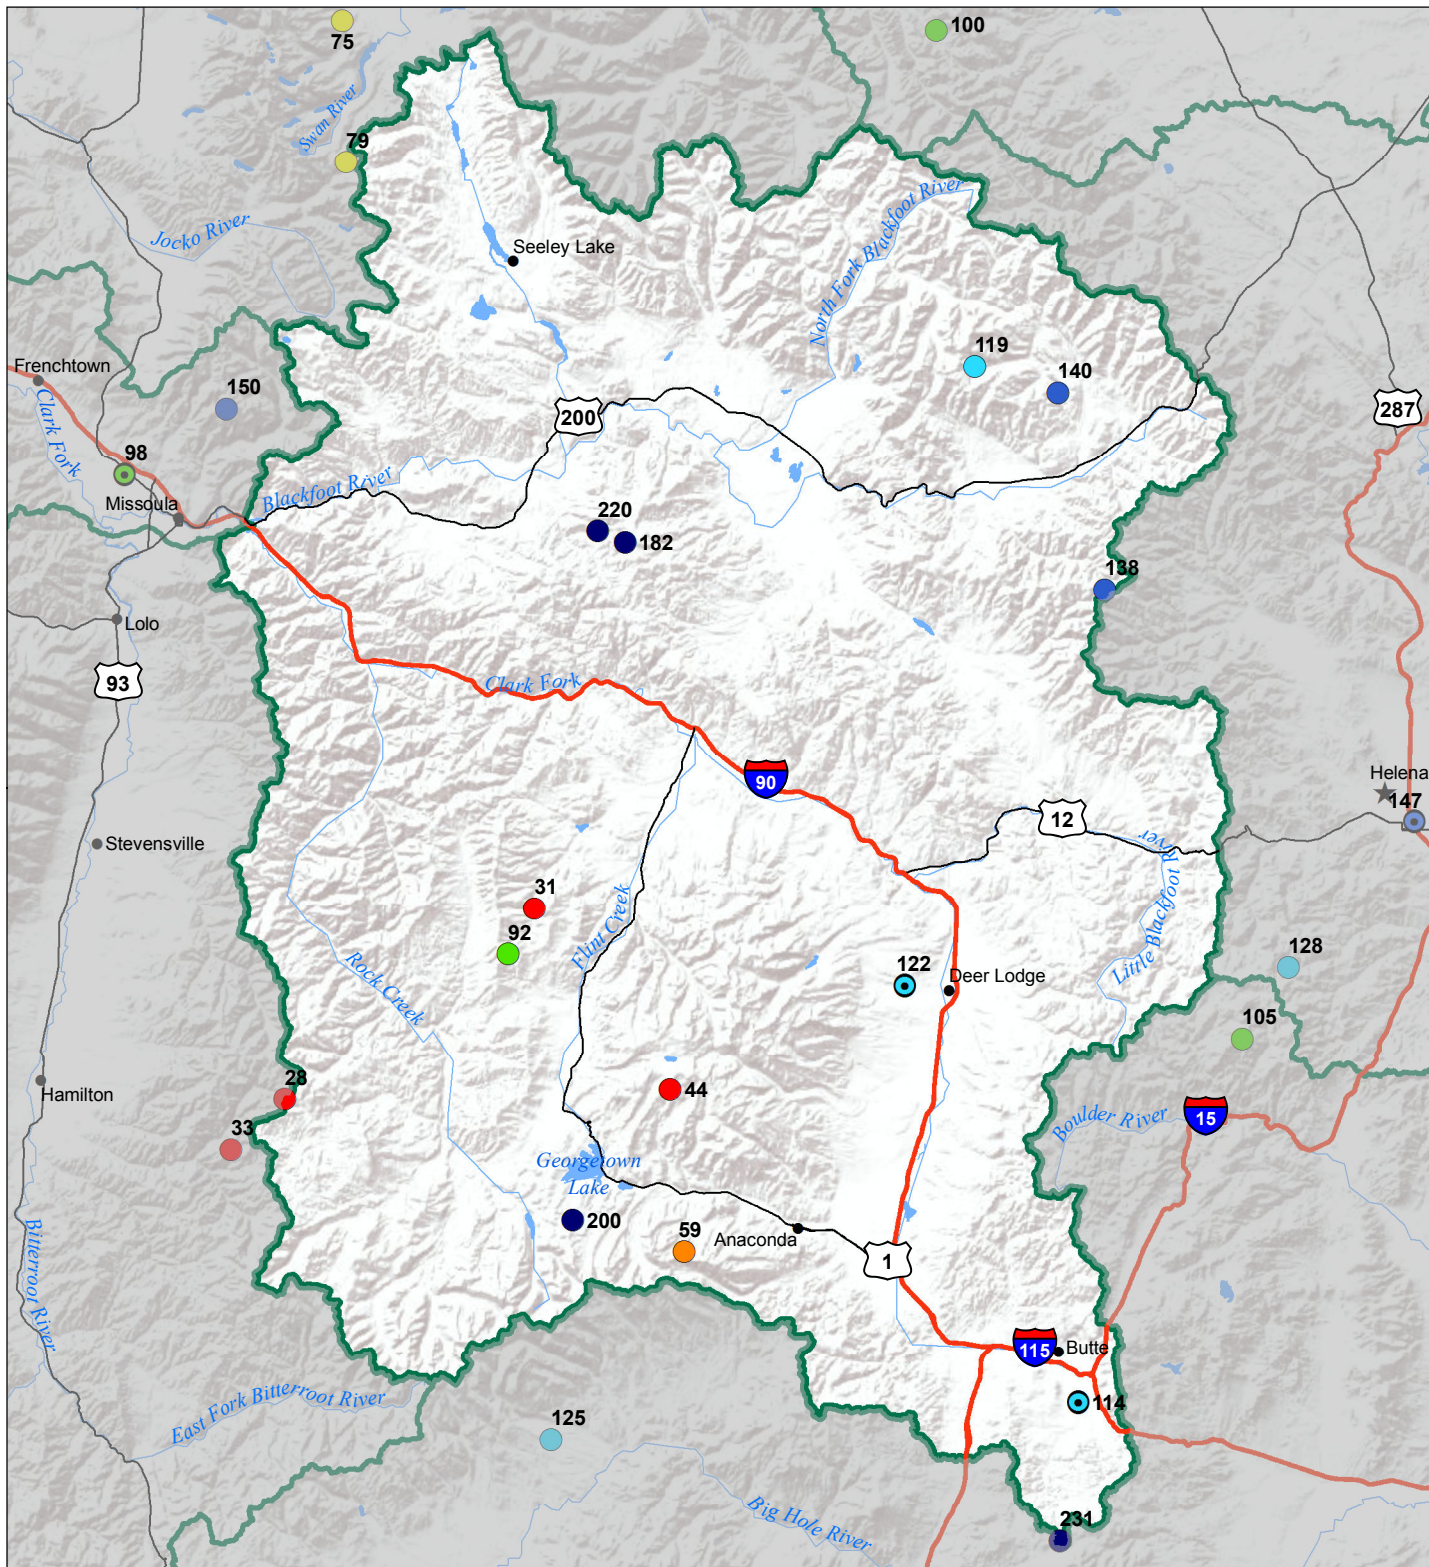 100
75
Swan River
79
North Fork Blackfoot River
Jocko River
Seeley Lake
Frenchtown
119
140
150
200
287
Clark Fork
98
Blackfoot River
Missoula
220
182
138
Lolo
93
Clark Fork
90
Helena
147
12
Little Blackfoot River
Stevensville
31
92
Flint Creek
Rock Creek
122
Deer Lodge
128
105
28
Hamilton
44
33
Boulder River
15
Georgetown
Lake
200
59
Anaconda
1
Bitterroot River
115
Butte
East Fork Bitterroot River
114
125
Big Hole River
231